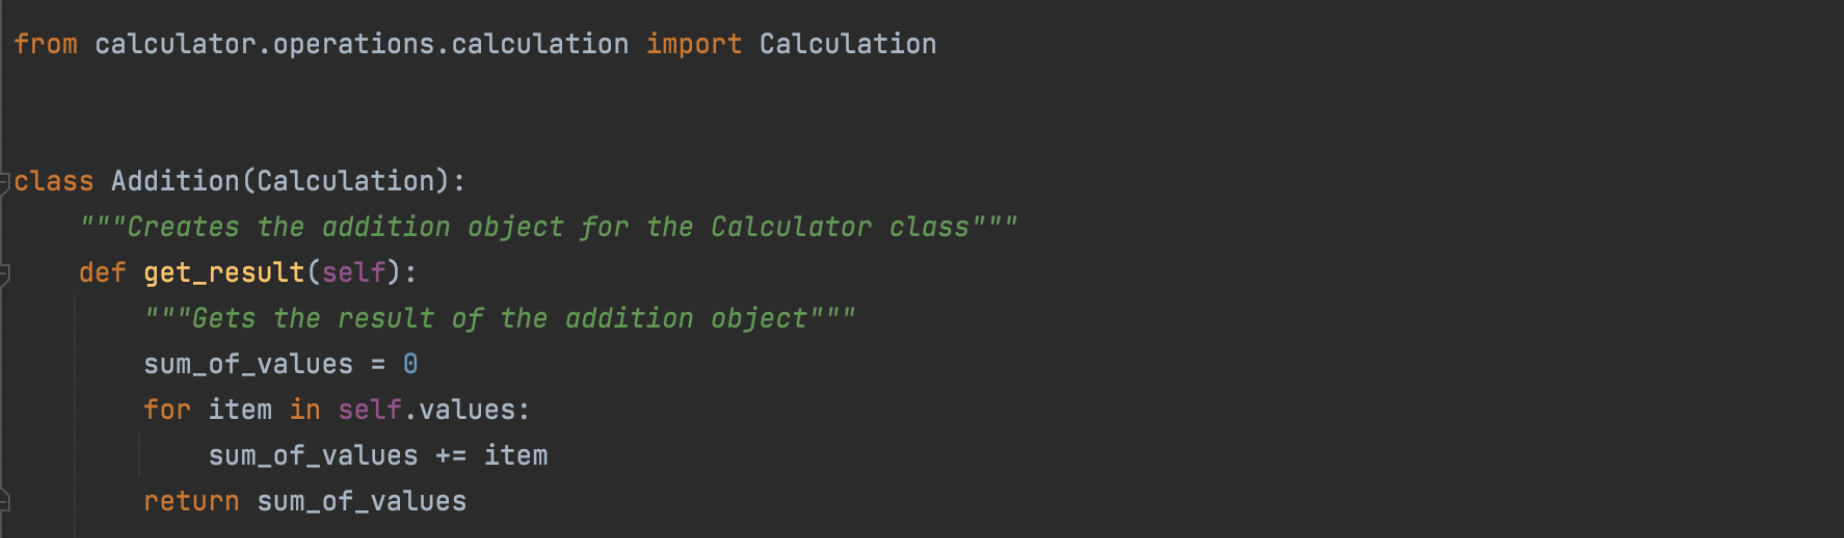 from calculator.operations.calculation import Calculation
class Addition(Calculation):
    """Creates the addition object for the Calculator class"""
    def get_result(self):
        """Gets the result of the addition object"""
        sum_of_values = 0
        for item in self.values:
            sum_of_values += item
        return sum_of_values